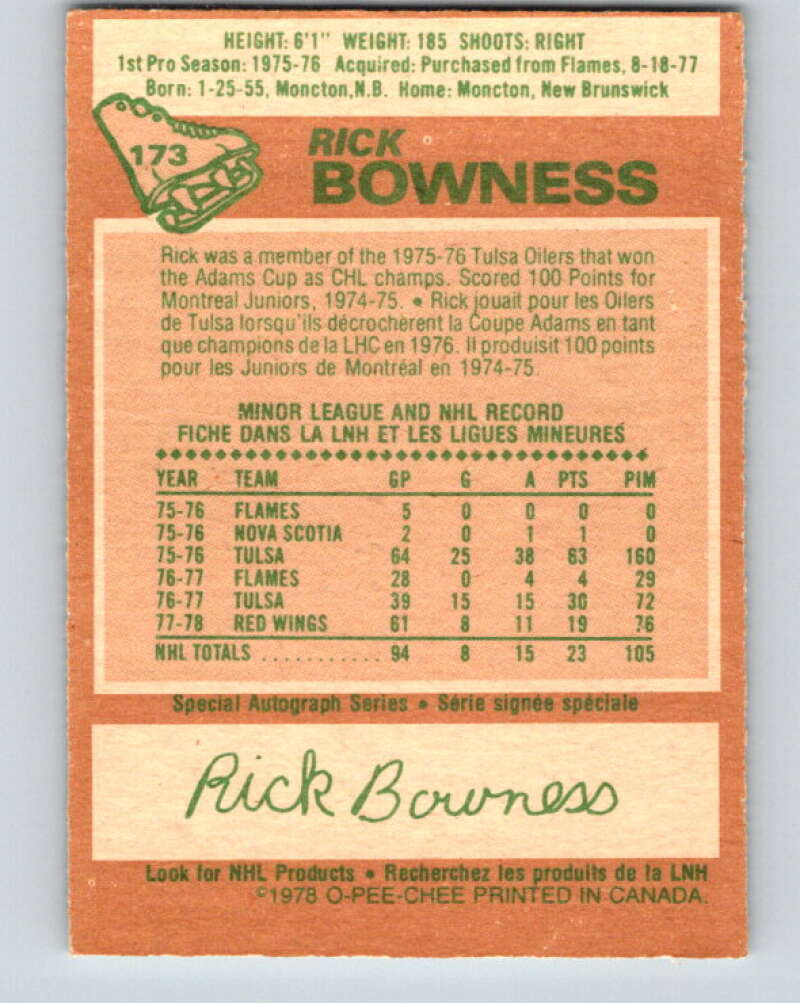 HEIGHT: 6'1" WEIGHT: 185 SHOOTS: RIGHT
1st Pro Season: 1975-76 Acquired: Purchased from Flames, 8-18-77
Born: 1-25-55, Moncton, N.B. Home: Moncton, New Brunswick
173
RICK
BOWNESS
Rick was a member of the 1975-76 Tulsa Oilers that won
the Adams Cup as CHL champs. Scored 100 Points for
Montreal Juniors, 1974-75. • Rick jouait pour les Oilers
de Tulsa lorsqu'ils décrochèrent la Coupe Adams en tant
que champions de la LHC en 1976. Il produisit 100 points
pour les Juniors de Montréal en 1974-75.
MINOR LEAGUE AND NHL RECORD
FICHE DANS LA LNH ET LES LIGUES MINEURES
YEAR TEAM GP G A PTS PIM
75-76 FLAMES 5 0 0 0 0
75-76 NOVA SCOTIA 2 0 1 1 0
75-76 TULSA 64 25 38 63 160
76-77 FLAMES 28 0 4 4 29
76-77 TULSA 39 15 15 30 72
77-78 RED WINGS 61 8 11 19 76
NHL TOTALS ............ 94 8 15 23 105
Special Autograph Series • Série signée spéciale
Rick Bowness
Look for NHL Products • Recherchez les produits de la LNH
©1978 O-PEE-CHEE PRINTED IN CANADA.